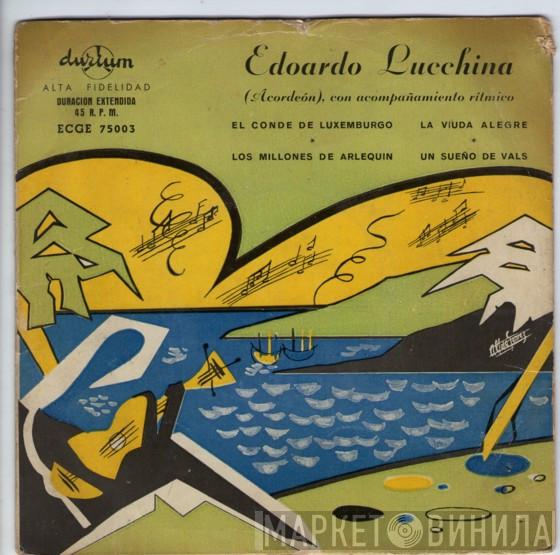 durium
ALTA FIDELIDAD
DURACION EXTENDIDA
45 R. P. M.
ECGE 75003
Edoardo Lucchina
(Acordeón), con acompañamiento rítmico
EL CONDE DE LUXEMBURGO
LA VIUDA ALEGRE
LOS MILLONES DE ARLEQUIN
UN SUEÑO DE VALS
МАРКЕТ ВИНИЛА